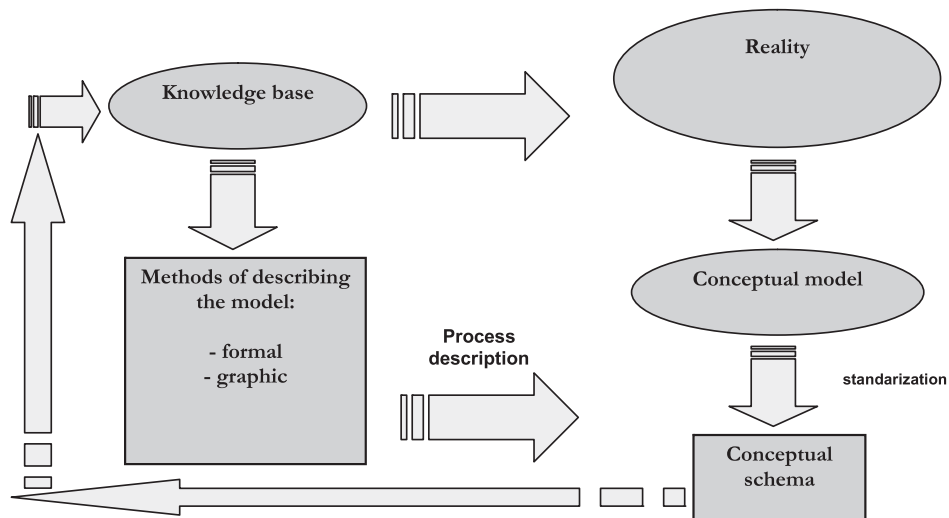 Reality
Knowledge base
Methods of describing
the model:
- formal
- graphic
Conceptual model
Process
description
standarization
Conceptual
schema